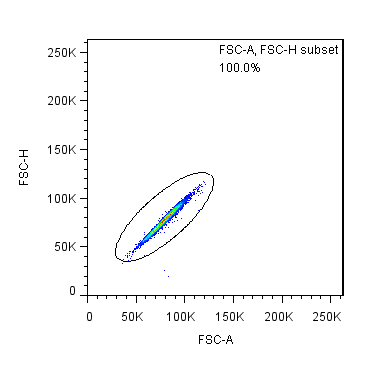 FSC-A, FSC-H subset
100.0%
250K
200K
150K
100K
50K
0
FSC-H
0 50K 100K 150K 200K 250K
FSC-A